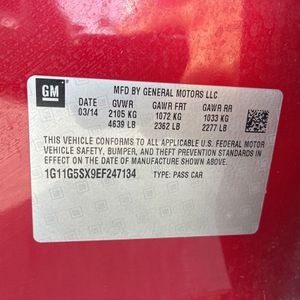 GM
MFD BY GENERAL MOTORS LLC
DATE GVWR GAWR FRT GAWR RR
03/14 2105 KG 1072 KG 1033 KG
4639 LB 2362 LB 2277 LB
THIS VEHICLE CONFORMS TO ALL APPLICABLE U.S. FEDERAL MOTOR
VEHICLE SAFETY, BUMPER, AND THEFT PREVENTION STANDARDS
IN EFFECT ON THE DATE OF MANUFACTURE SHOWN ABOVE.
1G11G5SX9EF247134 TYPE: PASS CAR